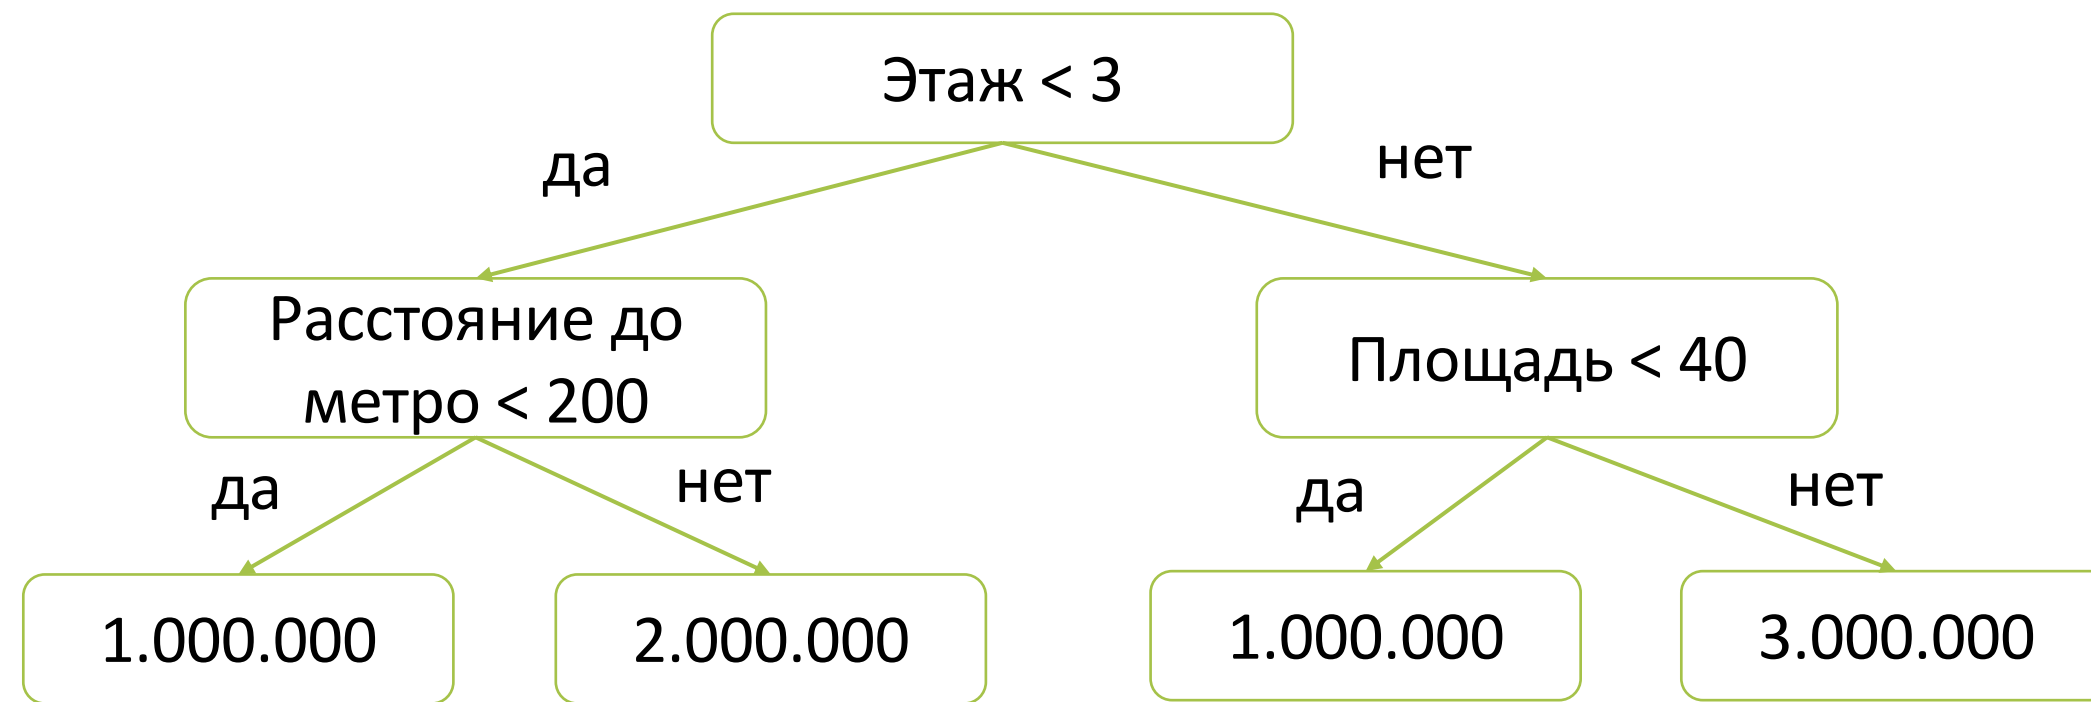 Этаж < 3
да
нет
Расстояние до
метро < 200
Площадь < 40
да
нет
да
нет
1.000.000
2.000.000
1.000.000
3.000.000